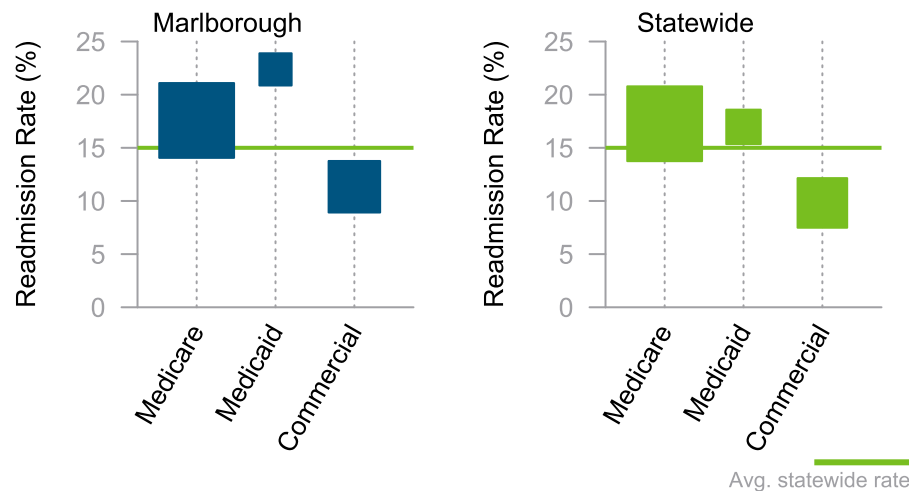 Marlborough
Readmission Rate (%)
25
20
15
10
5
0
Medicare
Medicaid
Commercial
Statewide
Readmission Rate (%)
25
20
15
10
5
0
Medicare
Medicaid
Commercial
Avg. statewide rate